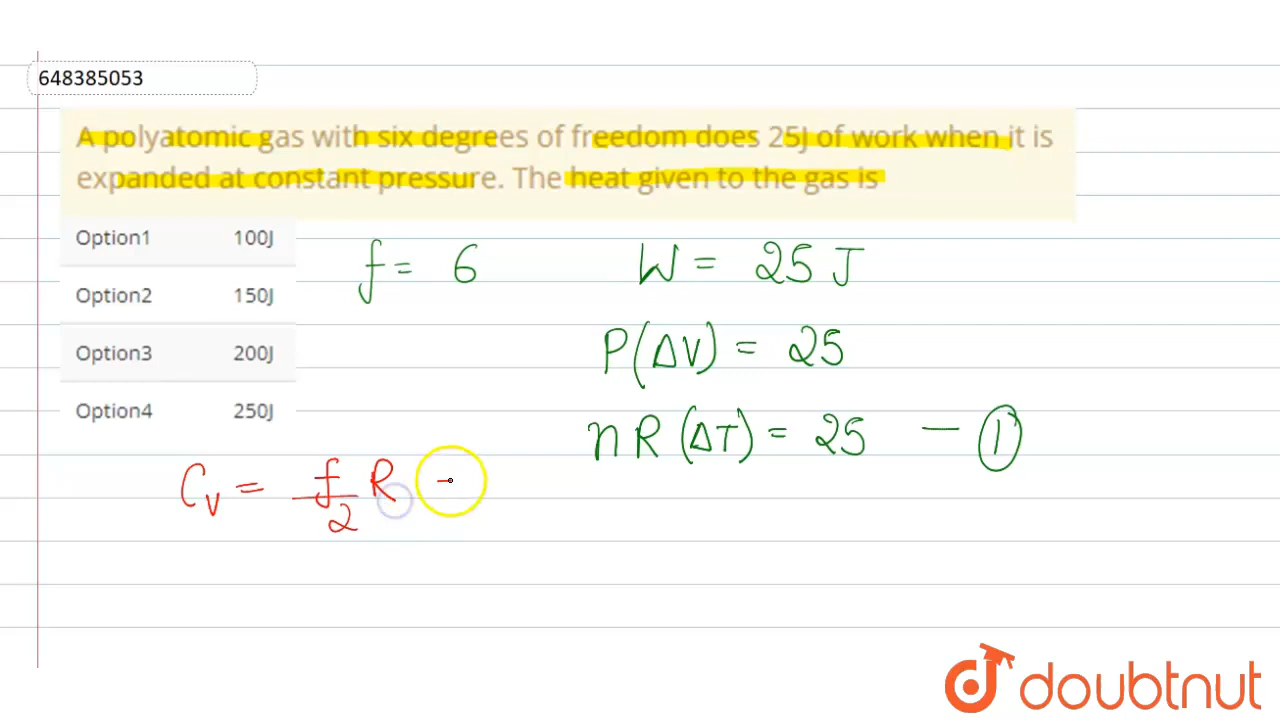 648385053
A polyatomic gas with six degrees of freedom does 25J of work when it is
expanded at constant pressure. The heat given to the gas is
Option1 100J
Option2 150J
Option3 200J
Option4 250J
f = 6 W = 25 J
P(ΔV) = 25
nR(ΔT) = 25 — ①
C_V = f/2 R -
doubtnut